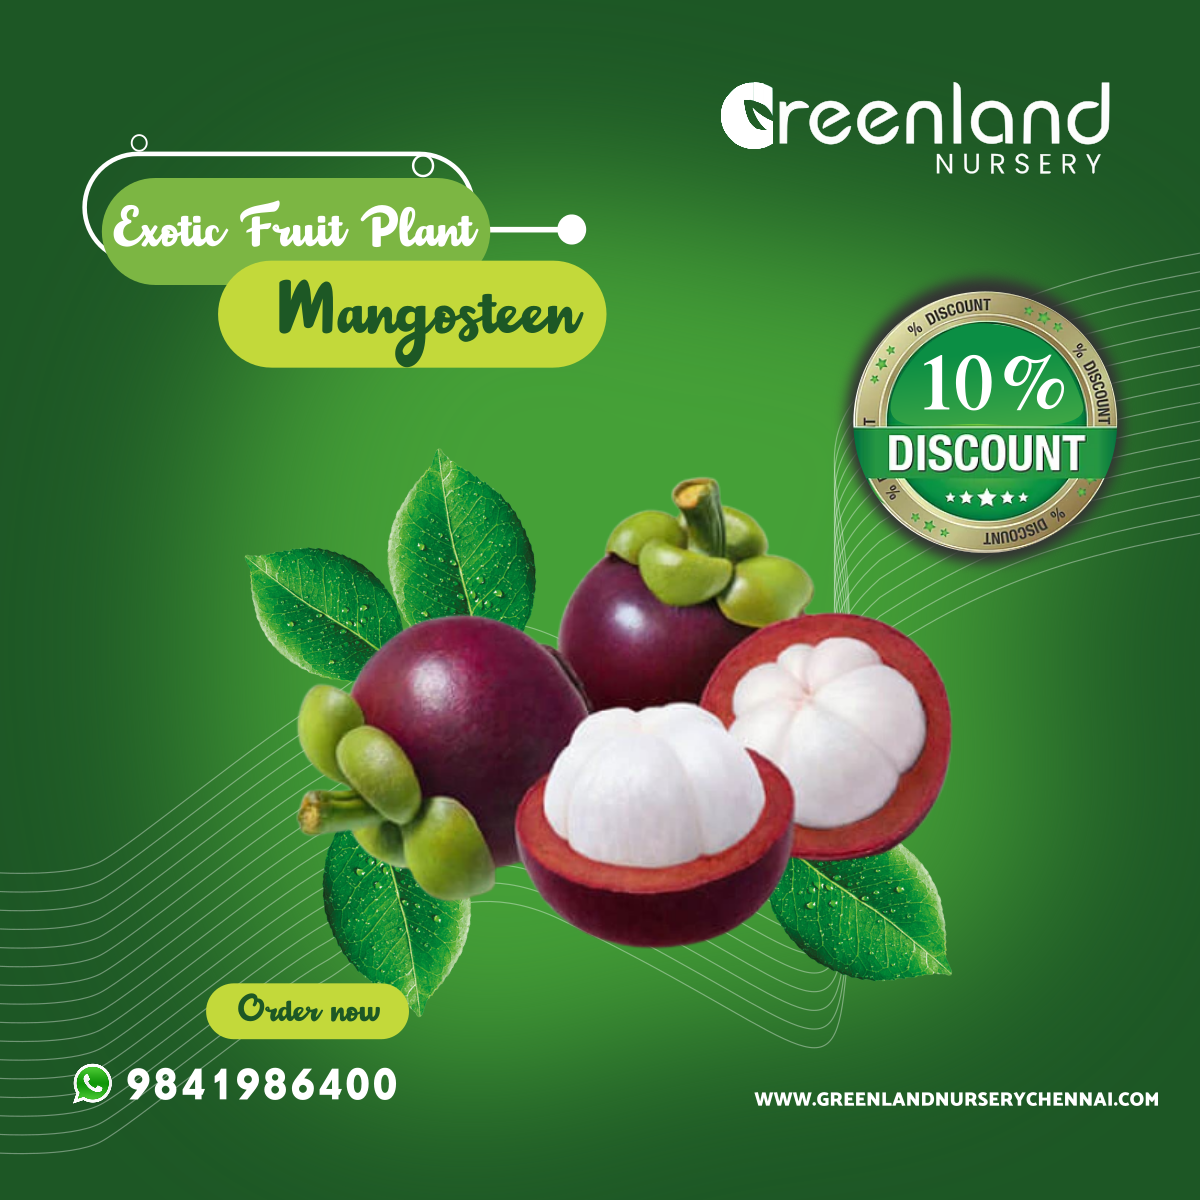 Greenland
NURSERY
Exotic Fruit Plant
Mangosteen
% DISCOUNT
% DISCOUNT
10%
DISCOUNT
% DISCOUNT
Order now
9841986400
WWW.GREENLANDNURSERYCHENNAI.COM